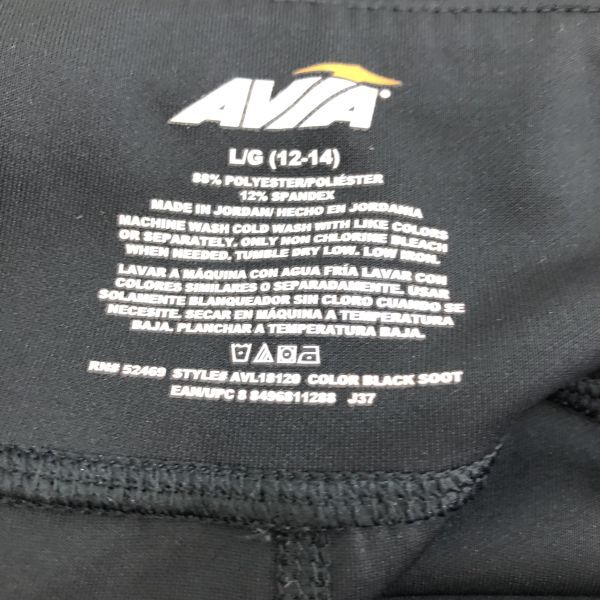 AVIA
L/G (12-14)
88% POLYESTER/POLIÉSTER
12% SPANDEX
MADE IN JORDAN/ HECHO EN JORDANIA
MACHINE WASH COLD WASH WITH LIKE COLORS
OR SEPARATELY. ONLY NON CHLORINE BLEACH
WHEN NEEDED. TUMBLE DRY LOW. LOW IRON.
LAVAR A MÁQUINA CON AGUA FRÍA LAVAR CON
COLORES SIMILARES O SEPARADAMENTE. USAR
SOLAMENTE BLANQUEADOR SIN CLORO CUANDO SE
NECESITE. SECAR EN MÁQUINA A TEMPERATURA
BAJA. PLANCHAR A TEMPERATURA BAJA.
RN# 52469 STYLE# AVL18120 COLOR BLACK SOOT
EAN/UPC 8 8496811288 J37